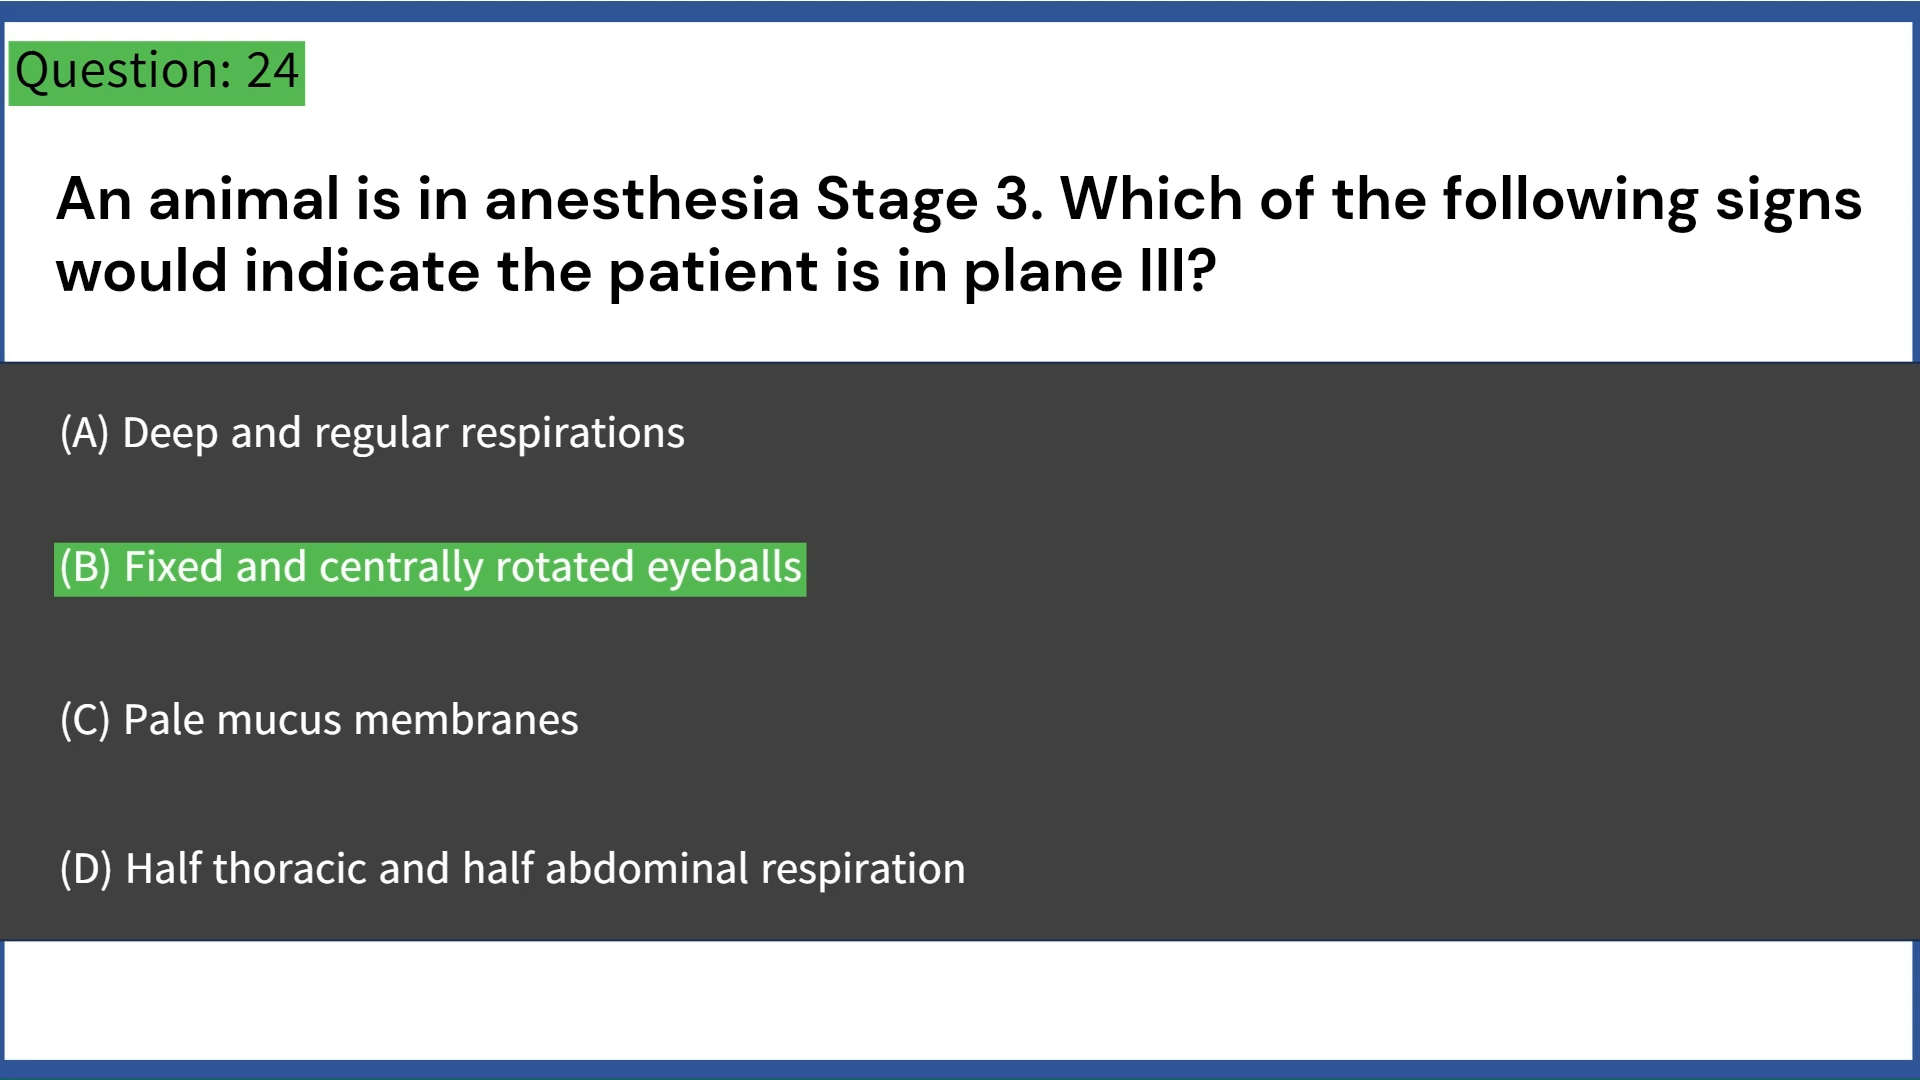 Question: 24
An animal is in anesthesia Stage 3. Which of the following signs
would indicate the patient is in plane III?
(A) Deep and regular respirations
(B) Fixed and centrally rotated eyeballs
(C) Pale mucus membranes
(D) Half thoracic and half abdominal respiration